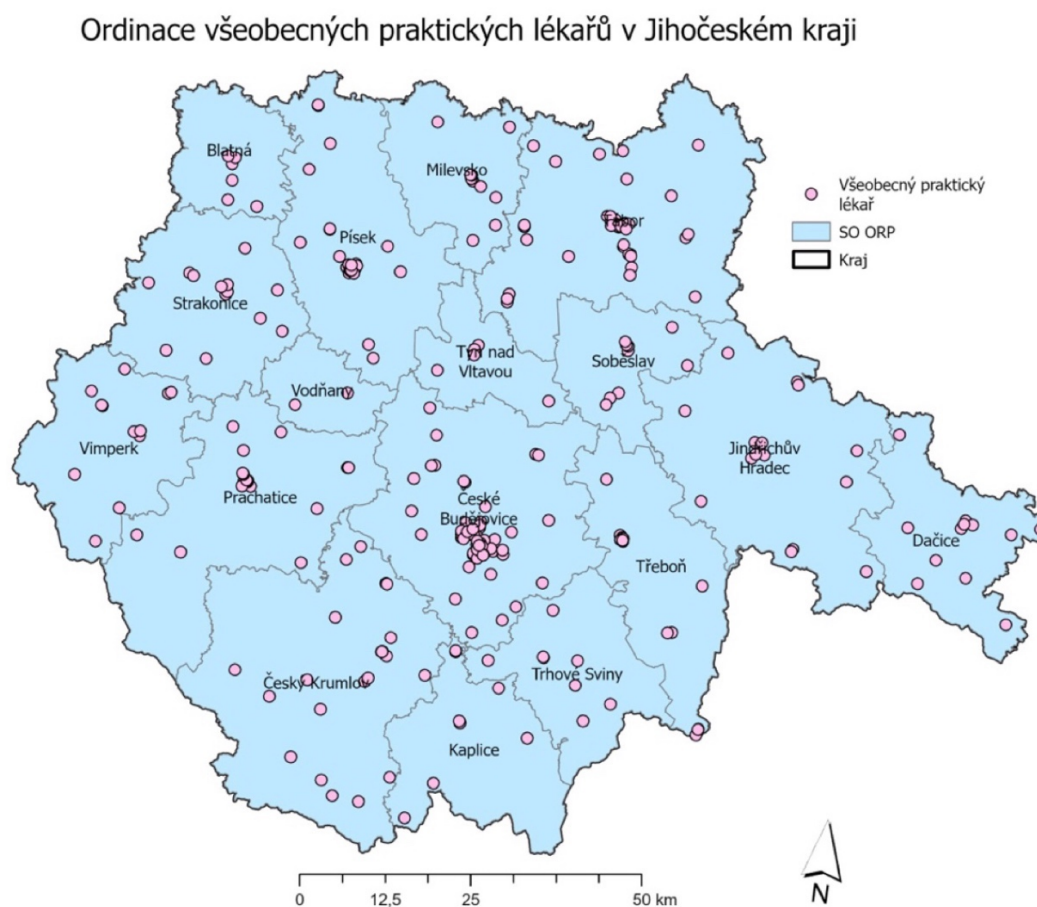 Ordinace všeobecných praktických lékařů v Jihočeském kraji
Blatná
Milevsko
Všeobecný praktický
lékař
SO ORP
Kraj
Tábor
Písek
Strakonice
Týn nad
Vltavou
Soběslav
Vodňany
Vimperk
Prachatice
Jindřichův
Hradec
České
Budějovice
Dačice
Třeboň
Český Krumlov
Trhové Sviny
Kaplice
0 12,5 25 50 km
N